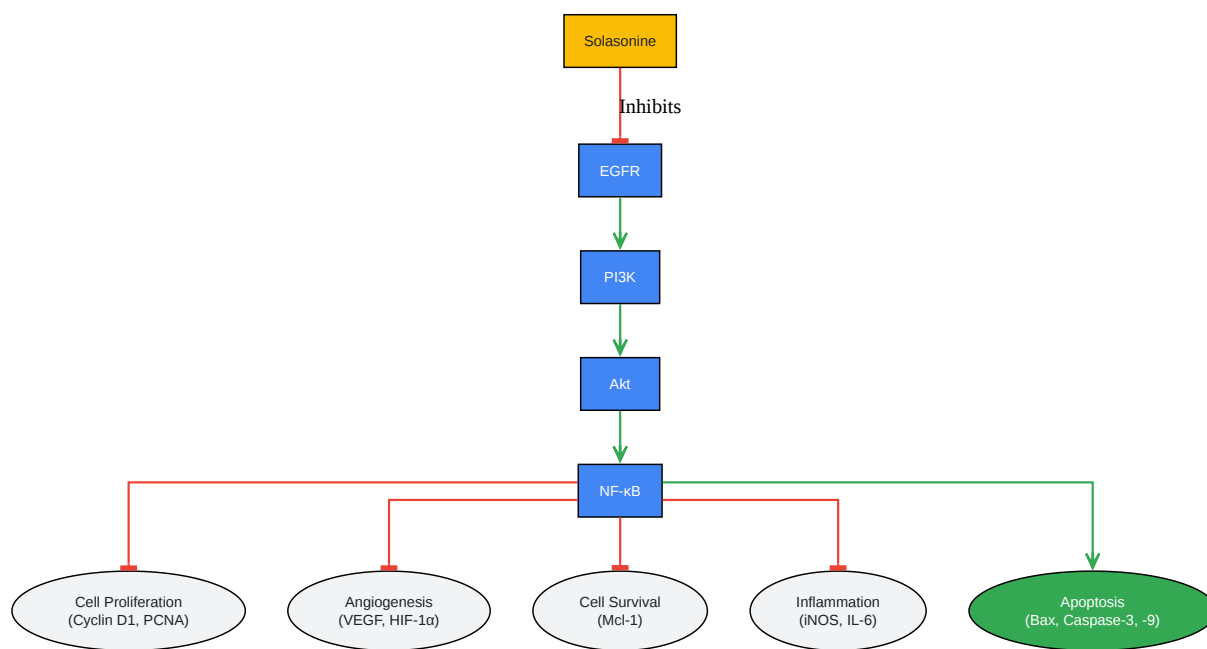 Solasonine
Inhibits
EGFR
PI3K
Akt
NF-κB
Cell Proliferation
(Cyclin D1, PCNA)
Angiogenesis
(VEGF, HIF-1α)
Cell Survival
(Mcl-1)
Inflammation
(iNOS, IL-6)
Apoptosis
(Bax, Caspase-3, -9)